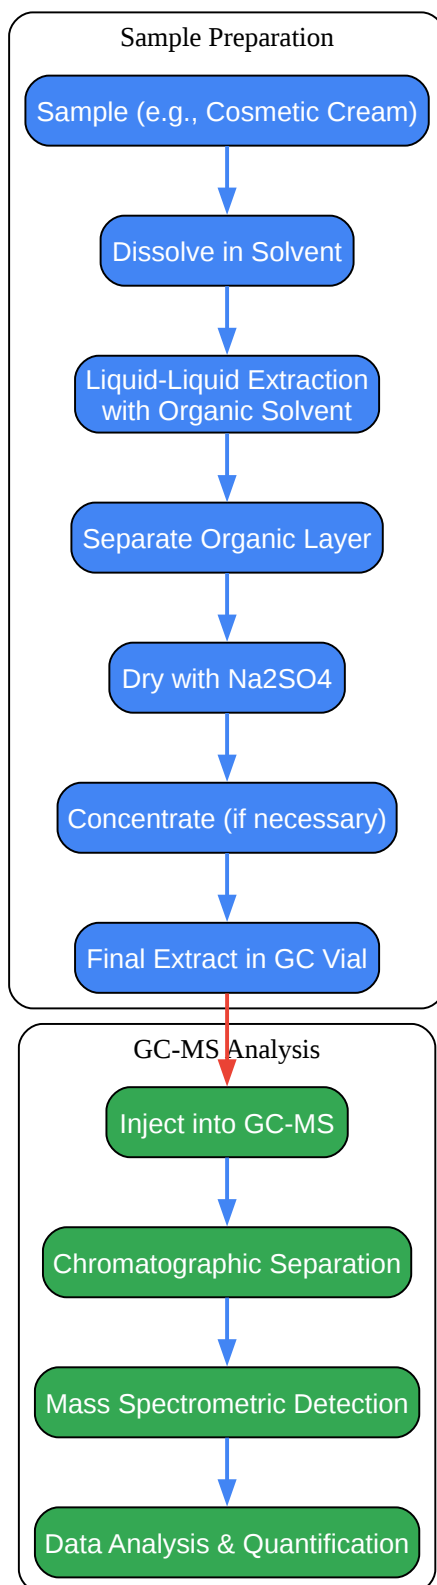 Sample Preparation
Sample (e.g., Cosmetic Cream)
Dissolve in Solvent
Liquid-Liquid Extraction
with Organic Solvent
Separate Organic Layer
Dry with Na2SO4
Concentrate (if necessary)
Final Extract in GC Vial
GC-MS Analysis
Inject into GC-MS
Chromatographic Separation
Mass Spectrometric Detection
Data Analysis & Quantification